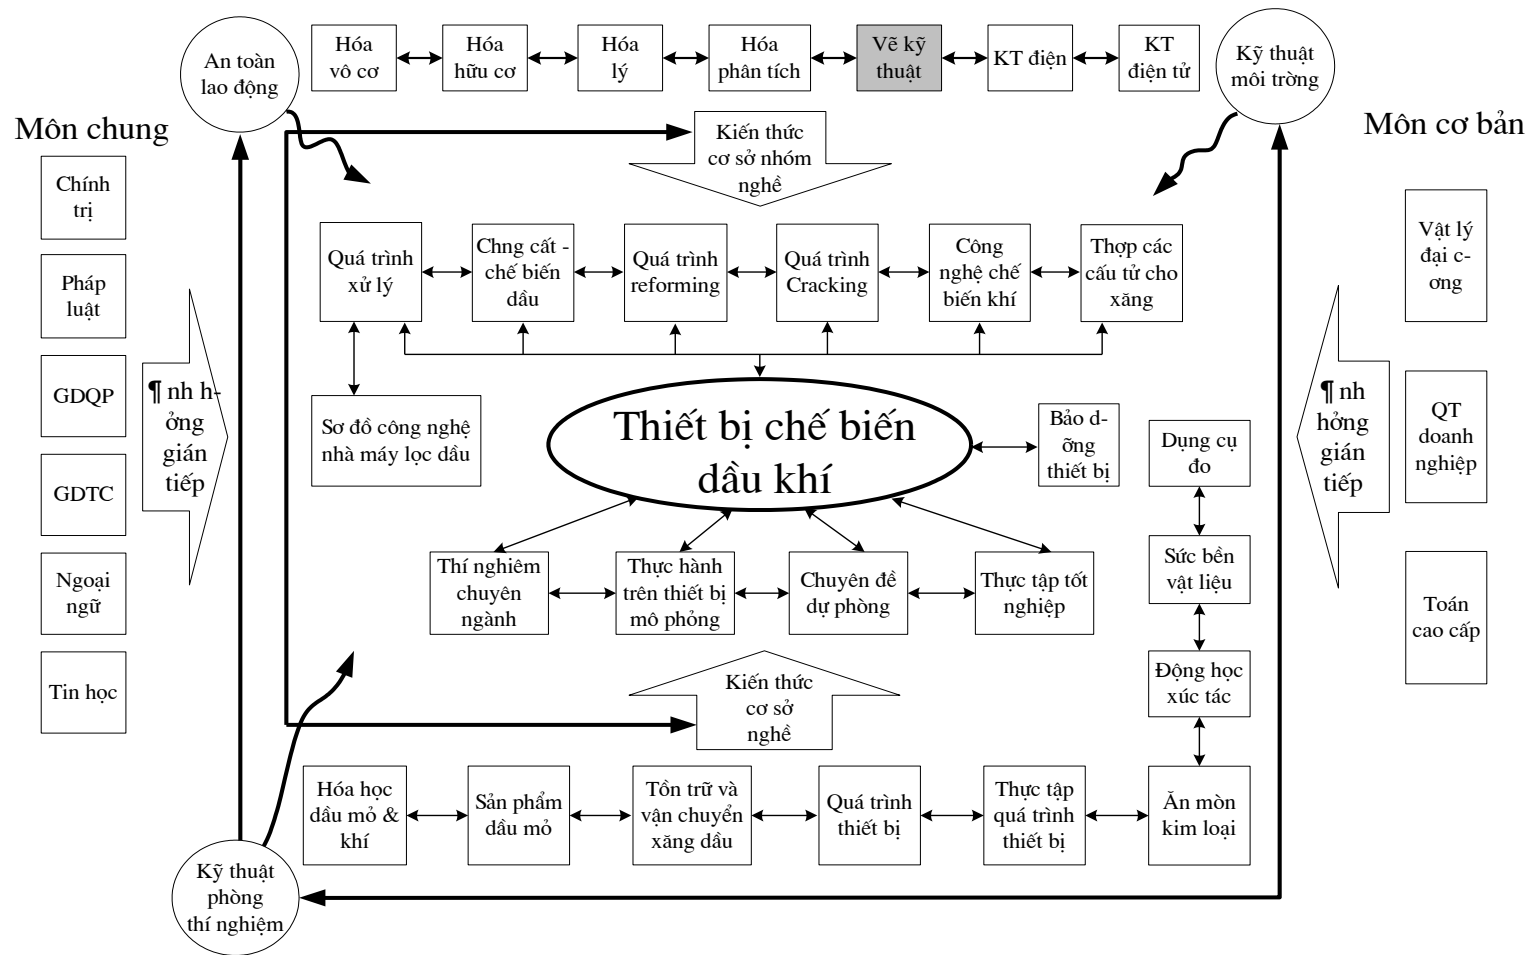 An toàn
lao động
Hóa
vô cơ
Hóa
hữu cơ
Hóa
lý
Hóa
phân tích
Vẽ kỹ
thuật
KT điện
KT
điện tử
Kỹ thuật
môi trờng
Môn chung
Môn cơ bản
Kiến thức
cơ sở nhóm
nghề
Chính
trị
Pháp
luật
GDQP
GDTC
Ngoại
ngữ
Tin học
¶nh h-
ởng
gián
tiếp
Quá trình
xử lý
Chng cất -
chế biến
dầu
Quá trình
reforming
Quá trình
Cracking
Công
nghệ chế
biến khí
Thợp các
cấu tử cho
xăng
Sơ đồ công nghệ
nhà máy lọc dầu
Thiết bị chế biến
dầu khí
Bảo d-
ỡng
thiết bị
Dụng cụ
đo
Sức bền
vật liệu
Động học
xúc tác
¶nh
hởng
gián
tiếp
Vật lý
đại c-
ơng
QT
doanh
nghiệp
Toán
cao cấp
Thí nghiêm
chuyên
ngành
Thực hành
trên thiết bị
mô phỏng
Chuyên đề
dự phòng
Thực tập tốt
nghiệp
Kiến thức
cơ sở
nghề
Hóa học
dầu mỏ &
khí
Sản phẩm
dầu mỏ
Tồn trữ và
vận chuyển
xăng dầu
Quá trình
thiết bị
Thực tập
quá trình
thiết bị
Ăn mòn
kim loại
Kỹ thuật
phòng
thí nghiệm